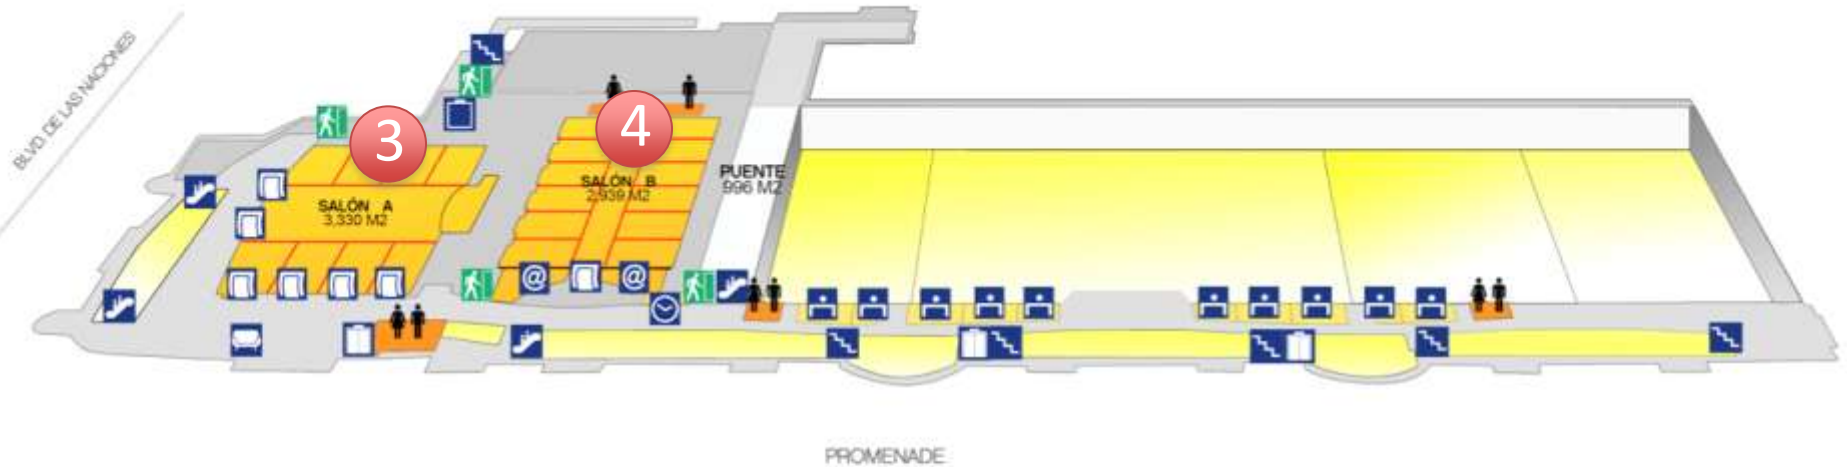 BLVD. DE LAS NACIONES
3
4
SALÓN A
3,330 M2
SALÓN B
2,939 M2
PUENTE
996 M2
@
@
PROMENADE